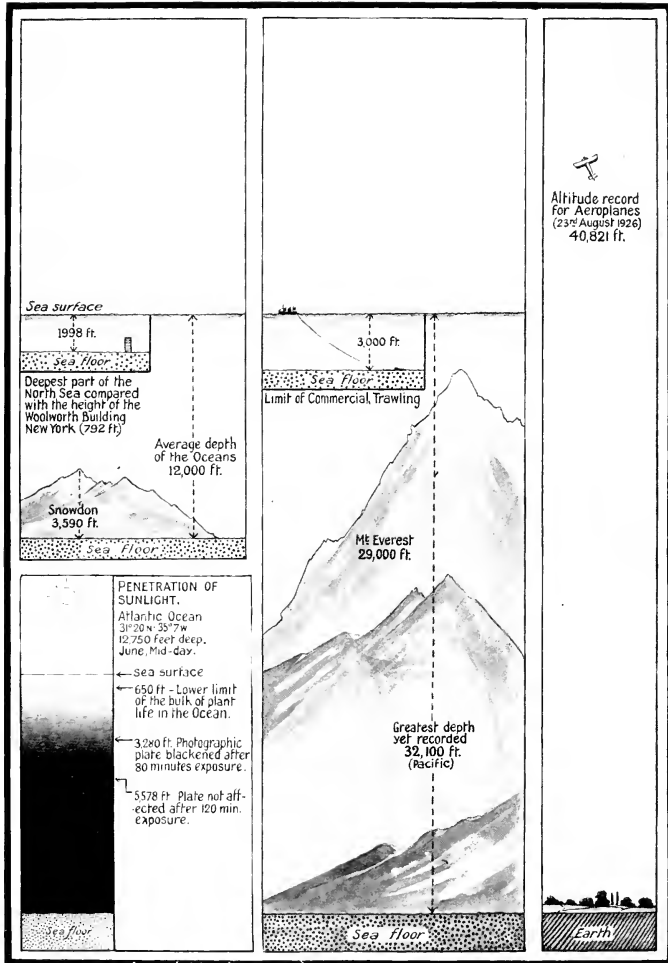 Sea surface
1998 ft.
Sea floor
Deepest part of the
North Sea compared
with the height of the
Woolworth Building
New York (792 ft.)
Average depth
of the Oceans
12,000 ft.
Snowdon
3,590 ft.
Sea floor
PENETRATION OF
SUNLIGHT.
Atlantic Ocean
31°20 N· 35°7 W
12,750 feet deep.
June, Mid-day.
sea surface
650 ft - Lower limit
of the bulk of plant
life in the Ocean.
3,280 ft. Photographic
plate blackened after
80 minutes exposure.
5,578 ft Plate not aff-
-ected after 120 min.
exposure.
Sea floor
3,000 ft.
Sea floor
Limit of Commercial, Trawling
Mt Everest
29,000 ft.
Greatest depth
yet recorded
32,100 ft.
(Pacific)
Sea floor
Altitude record
for Aeroplanes
(23rd August 1926)
40,821 ft.
Earth